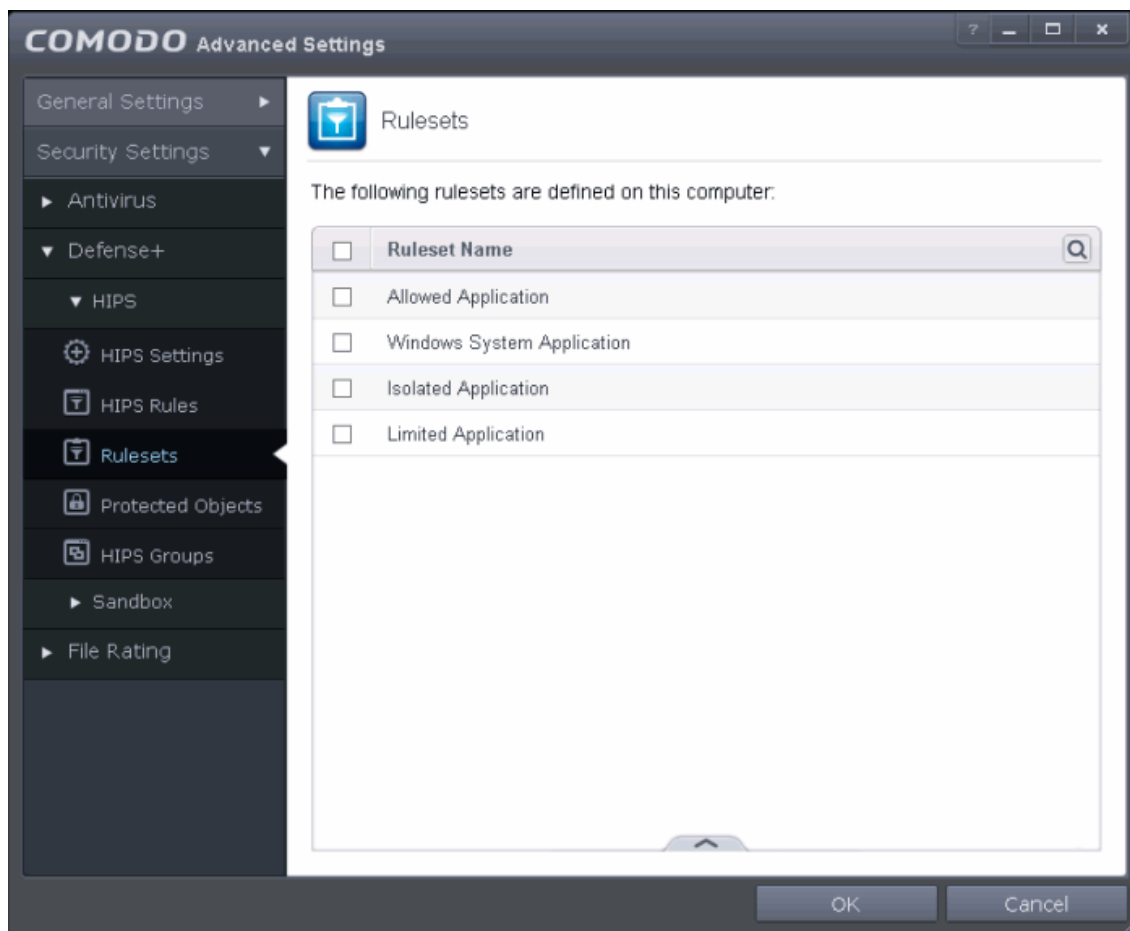 COMODO Advanced Settings
General Settings
Security Settings
Antivirus
Defense+
HIPS
HIPS Settings
HIPS Rules
Rulesets
Protected Objects
HIPS Groups
Sandbox
File Rating
Rulesets
The following rulesets are defined on this computer:
Ruleset Name
Allowed Application
Windows System Application
Isolated Application
Limited Application
OK
Cancel